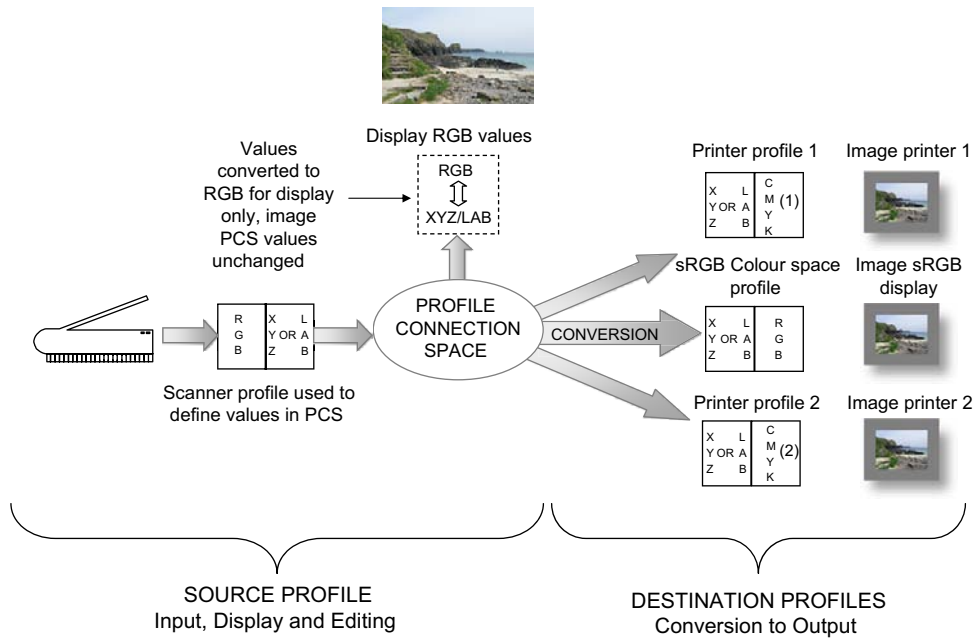 Display RGB values
RGB
XYZ/LAB
Values
converted to
RGB for display
only, image
PCS values
unchanged
R
G
B
X L
Y OR A
Z B
Scanner profile used to
define values in PCS
PROFILE
CONNECTION
SPACE
CONVERSION
Printer profile 1
X L
Y OR A
Z B
C
M
Y
K
(1)
Image printer 1
sRGB Colour space
profile
X L
Y OR A
Z B
R
G
B
Image sRGB
display
Printer profile 2
X L
Y OR A
Z B
C
M
Y
K
(2)
Image printer 2
SOURCE PROFILE
Input, Display and Editing
DESTINATION PROFILES
Conversion to Output